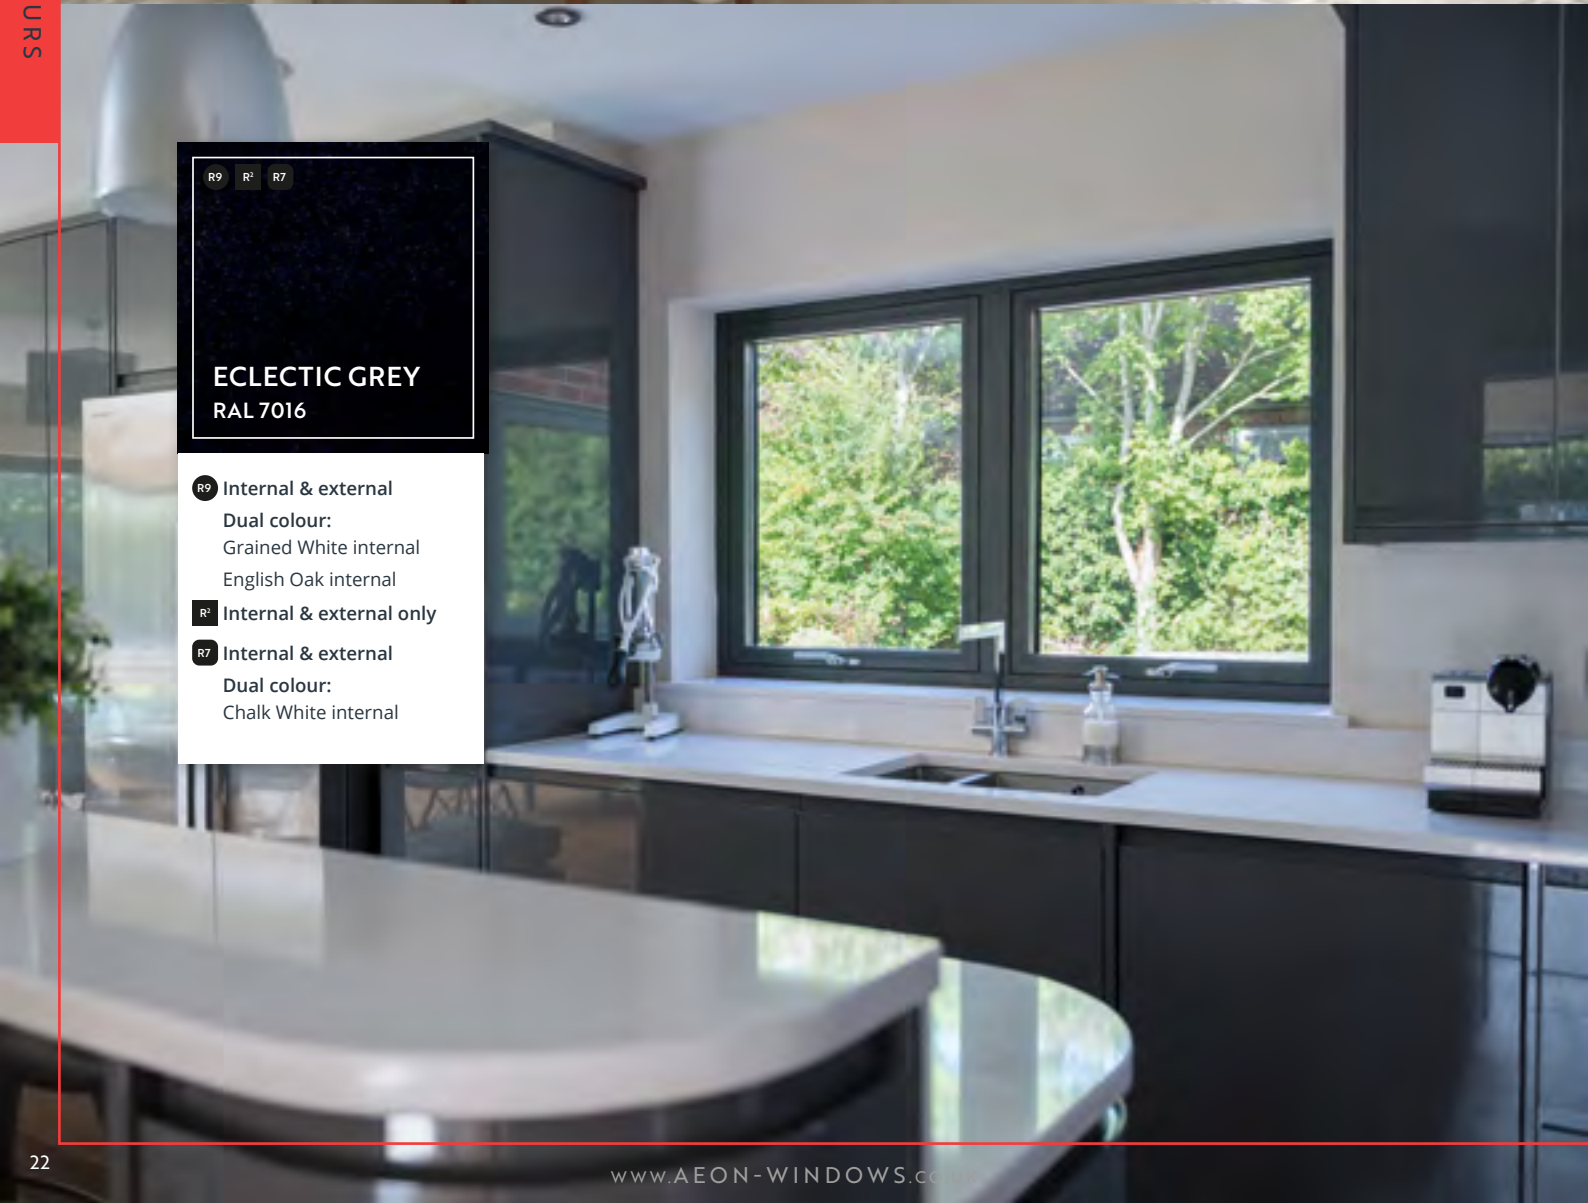 URS
R9 R² R7
ECLECTIC GREY
RAL 7016
R9 Internal & external
Dual colour:
Grained White internal
English Oak internal
R² Internal & external only
R7 Internal & external
Dual colour:
Chalk White internal
22
www.AEON-WINDOWS.co